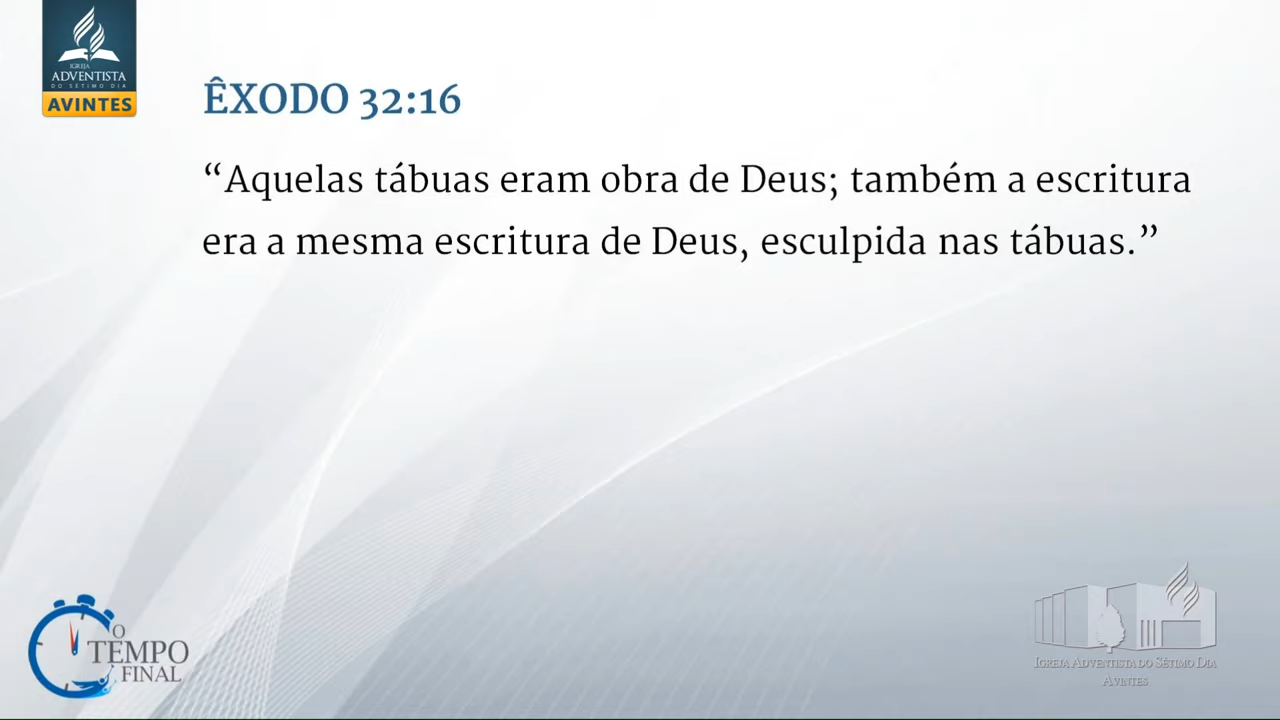 IGREJA
ADVENTISTA
DO SÉTIMO DIA
AVINTES
ÊXODO 32:16
“Aquelas tábuas eram obra de Deus; também a escritura
era a mesma escritura de Deus, esculpida nas tábuas.”
O
TEMPO
FINAL
IGREJA ADVENTISTA DO SÉTIMO DIA
AVINTES